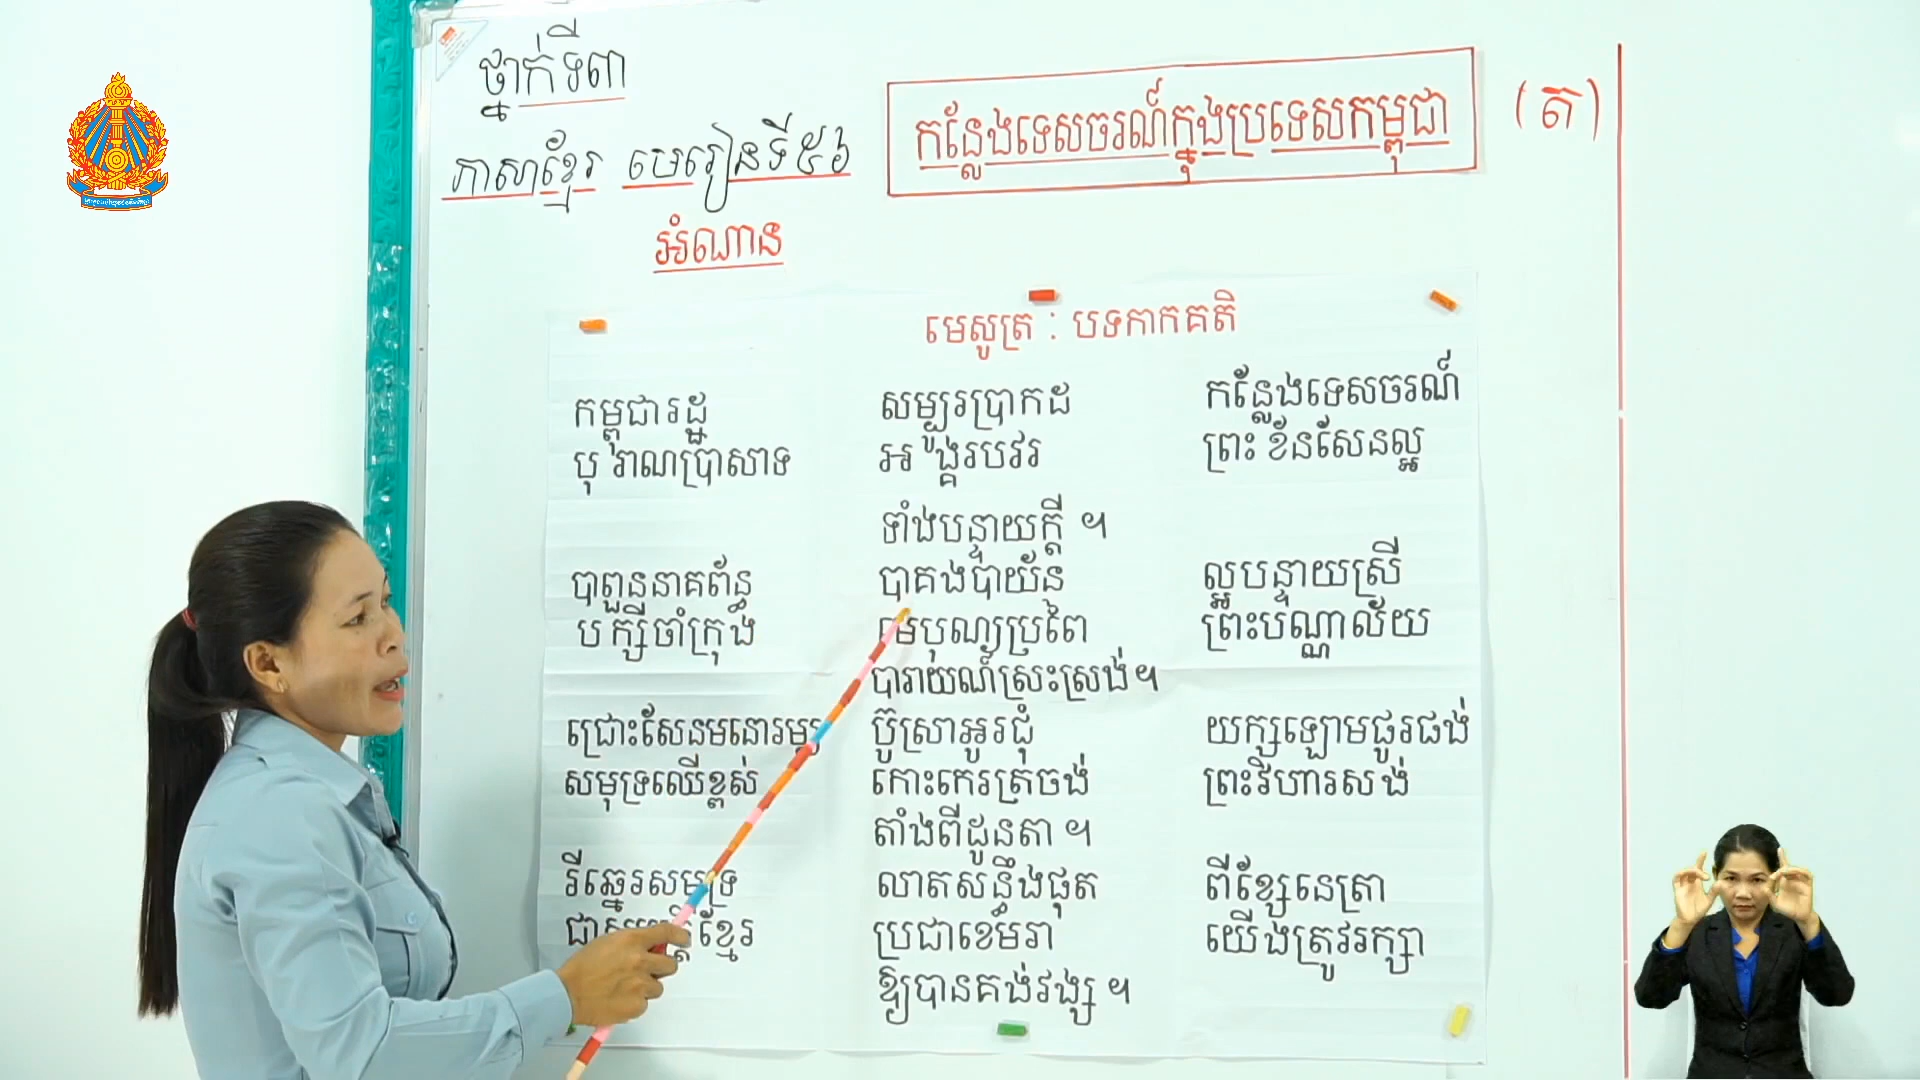 ថ្នាក់ទី៣
ភាសាខ្មែរ មេរៀនទី៥៦
កន្លែងទេសចរណ៍ក្នុងប្រទេសកម្ពុជា (ត)
អំណាន
មេសូត្រ : បទកាកគតិ
កម្ពុជារដ្ឋ សម្បូរប្រាកដ កន្លែងទេសចរណ៍
បុរាណប្រាសាទ អង្គរបវរ ព្រះខ័នសែនល្អ
ទាំងបន្ទាយក្តី ។
បាពួននាគព័ន្ធ បាគងបាយ័ន ល្អបន្ទាយស្រី
បក្សីចាំក្រុង មេបុណ្យប្រពៃ ព្រះបណ្ណាល័យ
បារាយណ៍ស្រះស្រង់ ។
ជ្រោះសែនមនោរម្យ ប៊ូស្រាអូរជុំ យក្សឡោមផូរផង់
សមុទ្រឈើខ្ពស់ កោះកេរត្រចង់ ព្រះវិហារសង់
តាំងពីដូនតា ។
រីឆ្នេរសមុទ្រ លាតសន្ធឹងផុត ពីខ្សែនេត្រា
ជាសម្បត្តិខ្មែរ ប្រជាខេមរា យើងត្រូវរក្សា
ឱ្យបានគង់វង្ស ។